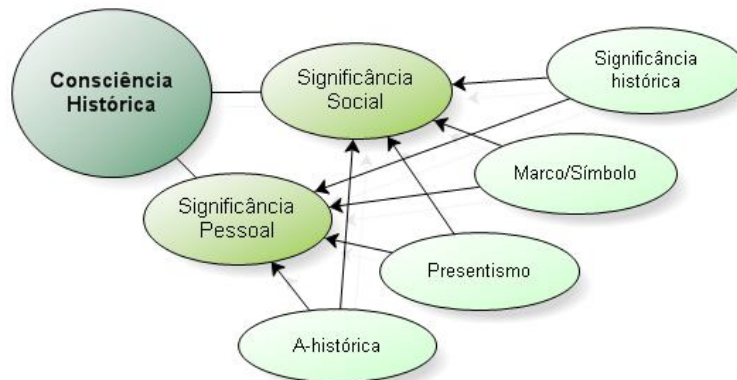 Consciência
Histórica
Significância
Social
Significância
histórica
Marco/Símbolo
Significância
Pessoal
Presentismo
A-histórica